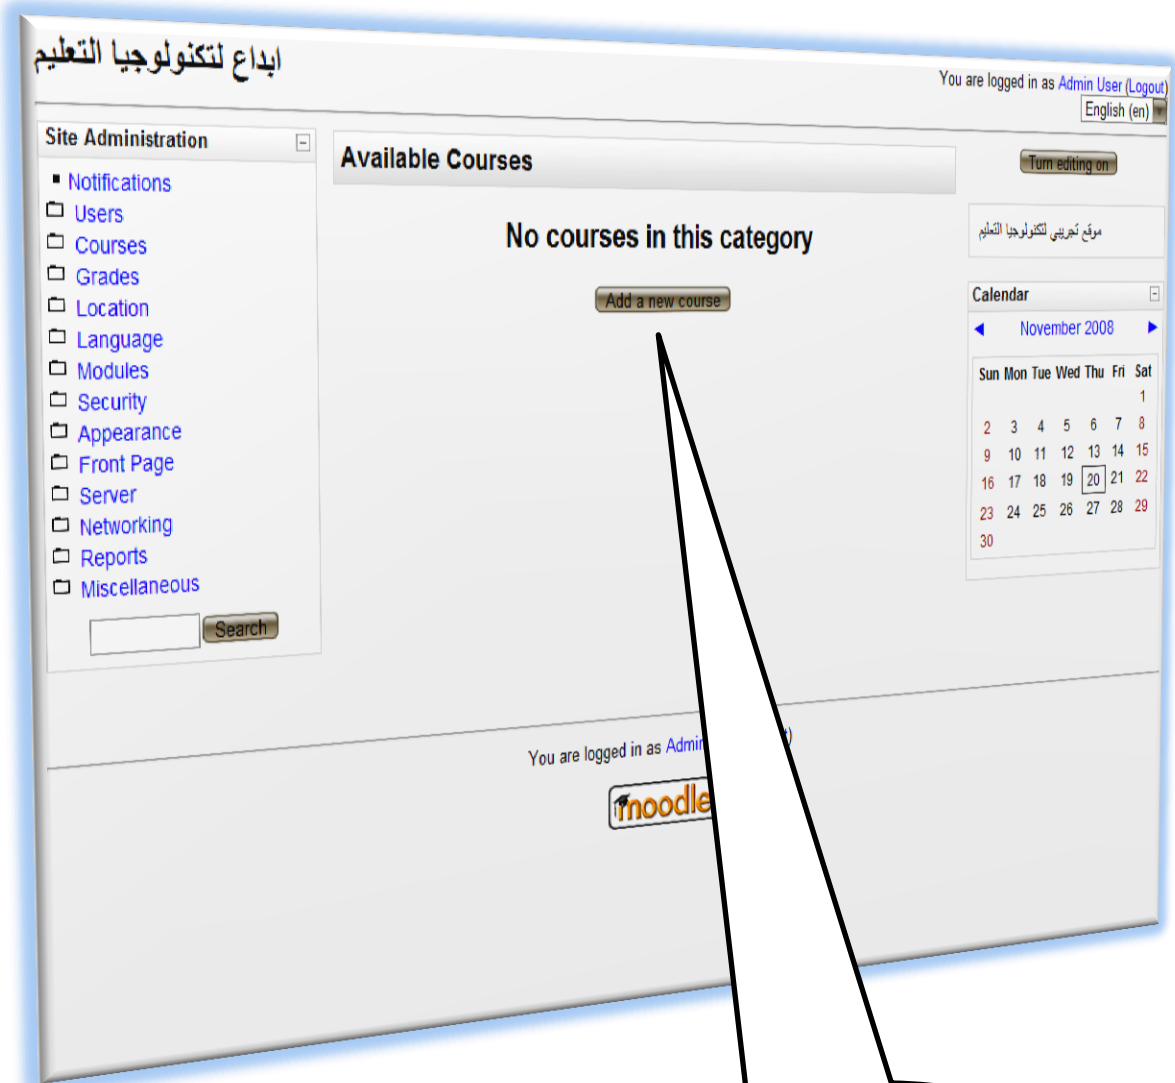 ابداع لتكنولوجيا التعليم
You are logged in as Admin User (Logout)
English (en)
Site Administration
Notifications
Users
Courses
Grades
Location
Language
Modules
Security
Appearance
Front Page
Server
Networking
Reports
Miscellaneous
Search
Available Courses
No courses in this category
Add a new course
Turn editing on
موقع تجريبي لتكنولوجيا التعليم
Calendar
November 2008
Sun Mon Tue Wed Thu Fri Sat
1
2 3 4 5 6 7 8
9 10 11 12 13 14 15
16 17 18 19 20 21 22
23 24 25 26 27 28 29
30
You are logged in as Admin
moodle